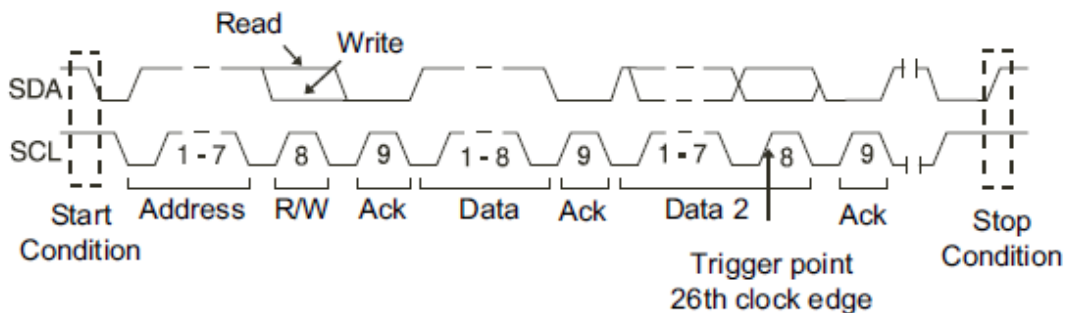 Read
Write
SDA
SCL
1 - 7
8
9
1 - 8
9
1 - 7
8
9
Start
Condition
Address
R/W
Ack
Data
Ack
Data 2
Ack
Stop
Condition
Trigger point
26th clock edge